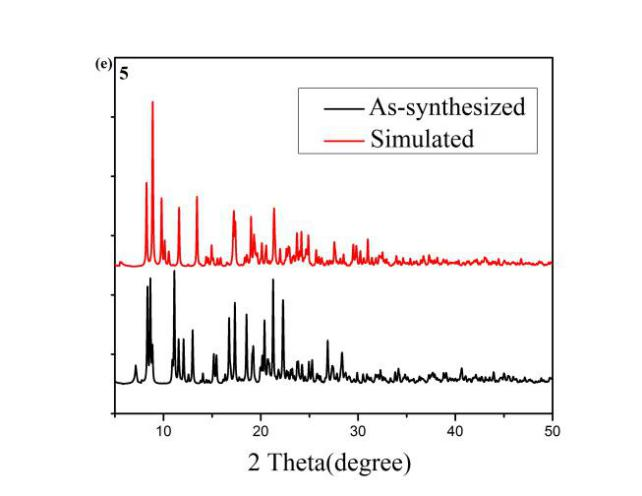 (e)
5
As-synthesized
Simulated
10 20 30 40 50
2 Theta(degree)